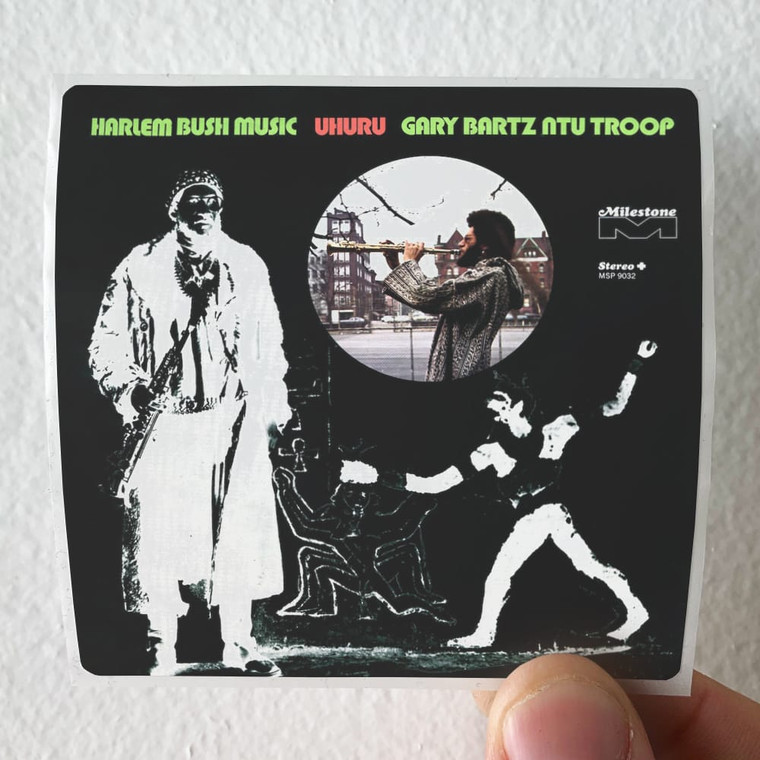 HARLEM BUSH MUSIC UHURU GARY BARTZ NTU TROOP
Milestone
M
Stereo +
MSP 9032